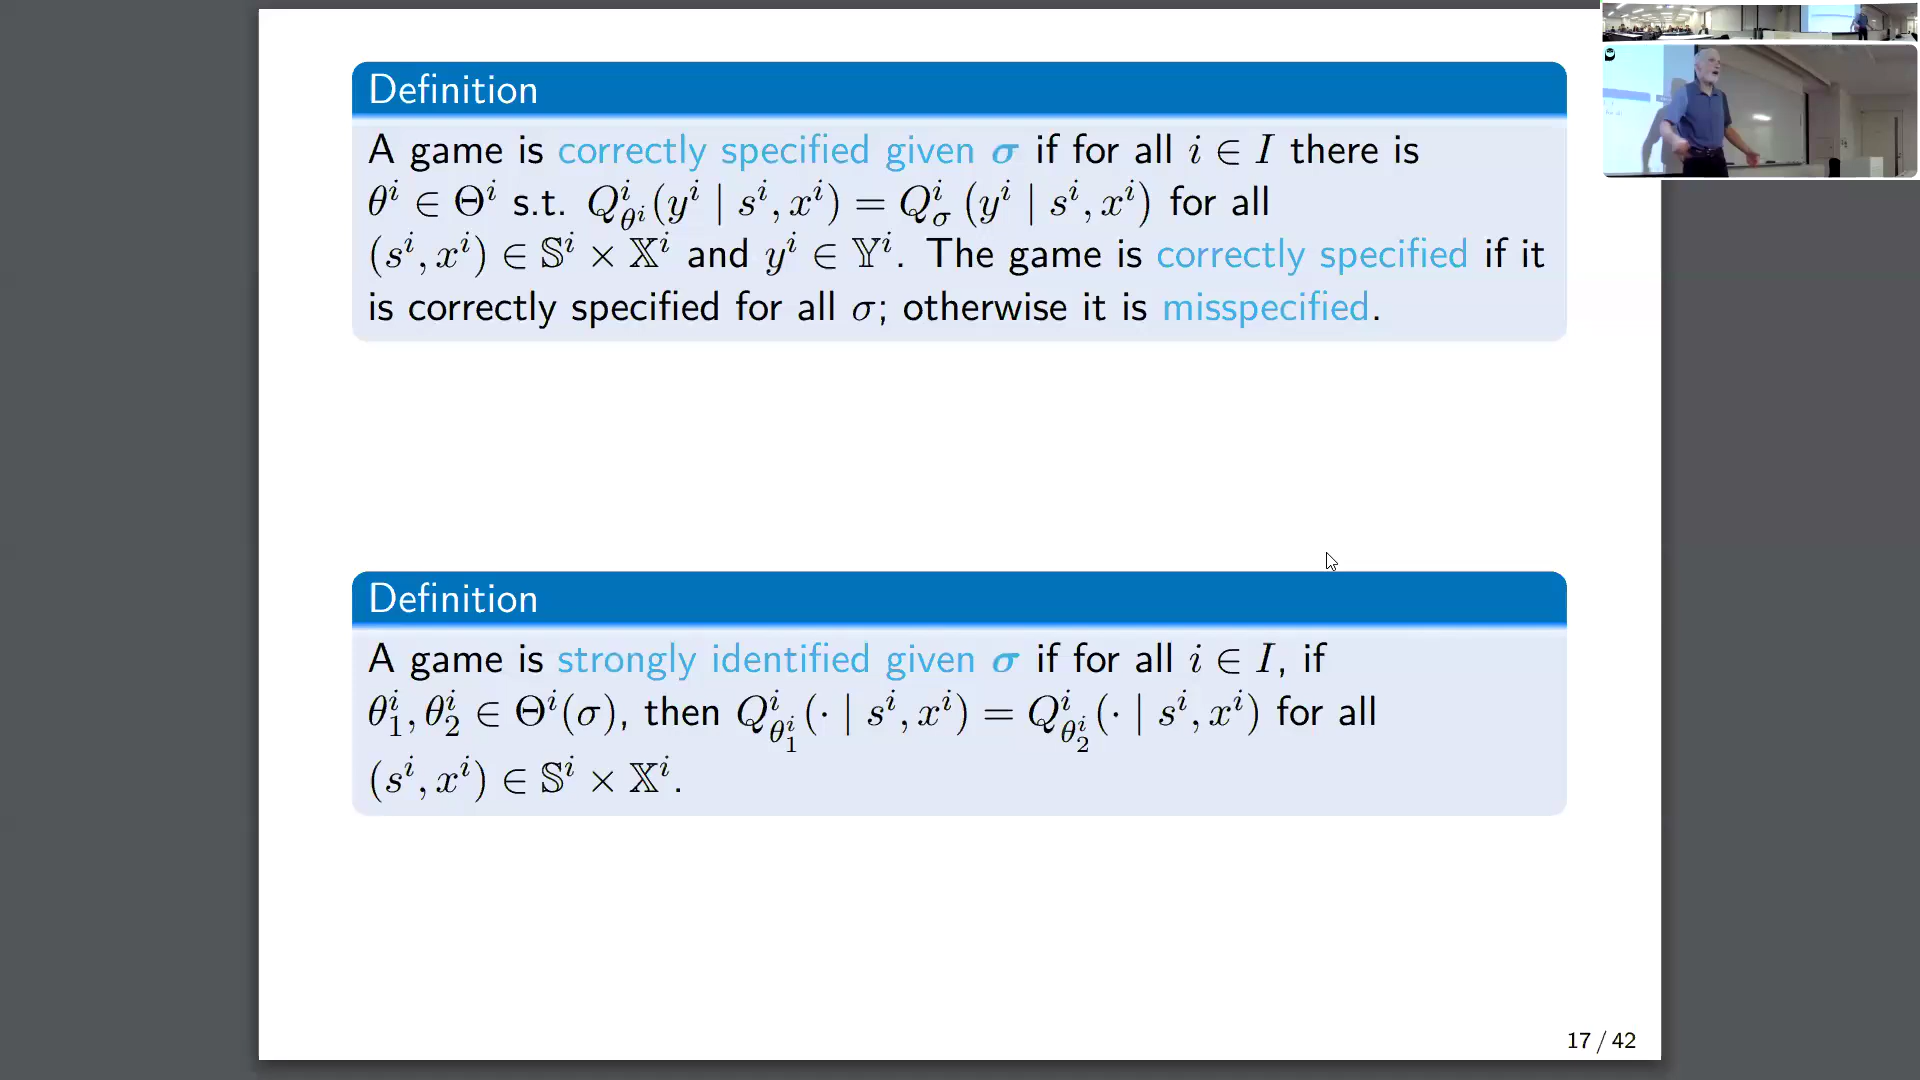 Definition
A game is correctly specified given σ if for all i ∈ I there is
θ^i ∈ Θ^i s.t. Q^i_{θ^i}(y^i | s^i, x^i) = Q^i_σ (y^i | s^i, x^i) for all
(s^i, x^i) ∈ 𝕊^i × 𝕏^i and y^i ∈ 𝕐^i. The game is correctly specified if it
is correctly specified for all σ; otherwise it is misspecified.
Definition
A game is strongly identified given σ if for all i ∈ I, if
θ^i_1, θ^i_2 ∈ Θ^i(σ), then Q^i_{θ^i_1}(· | s^i, x^i) = Q^i_{θ^i_2}(· | s^i, x^i) for all
(s^i, x^i) ∈ 𝕊^i × 𝕏^i.
17 / 42